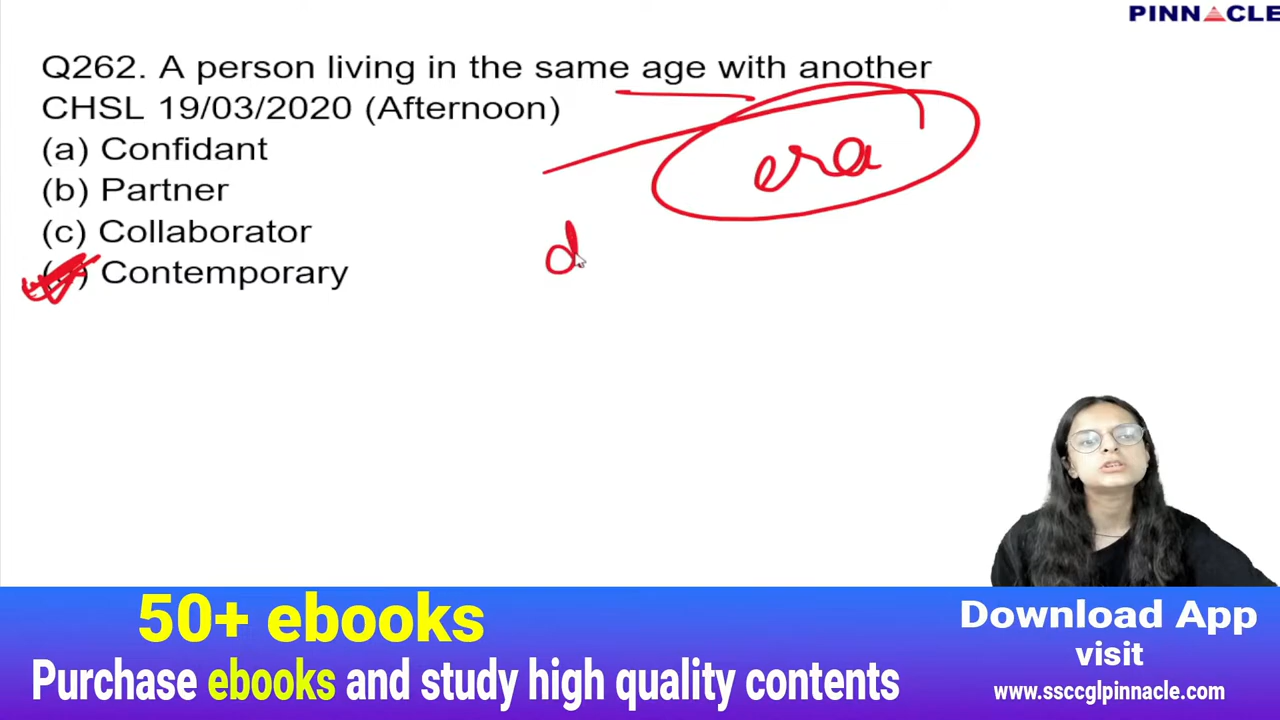 PINNACLE
Q262. A person living in the same age with another
CHSL 19/03/2020 (Afternoon)
era
(a) Confidant
(b) Partner
(c) Collaborator
d
Contemporary
50+ ebooks
Purchase ebooks and study high quality contents
Download App
visit
www.ssccglpinnacle.com